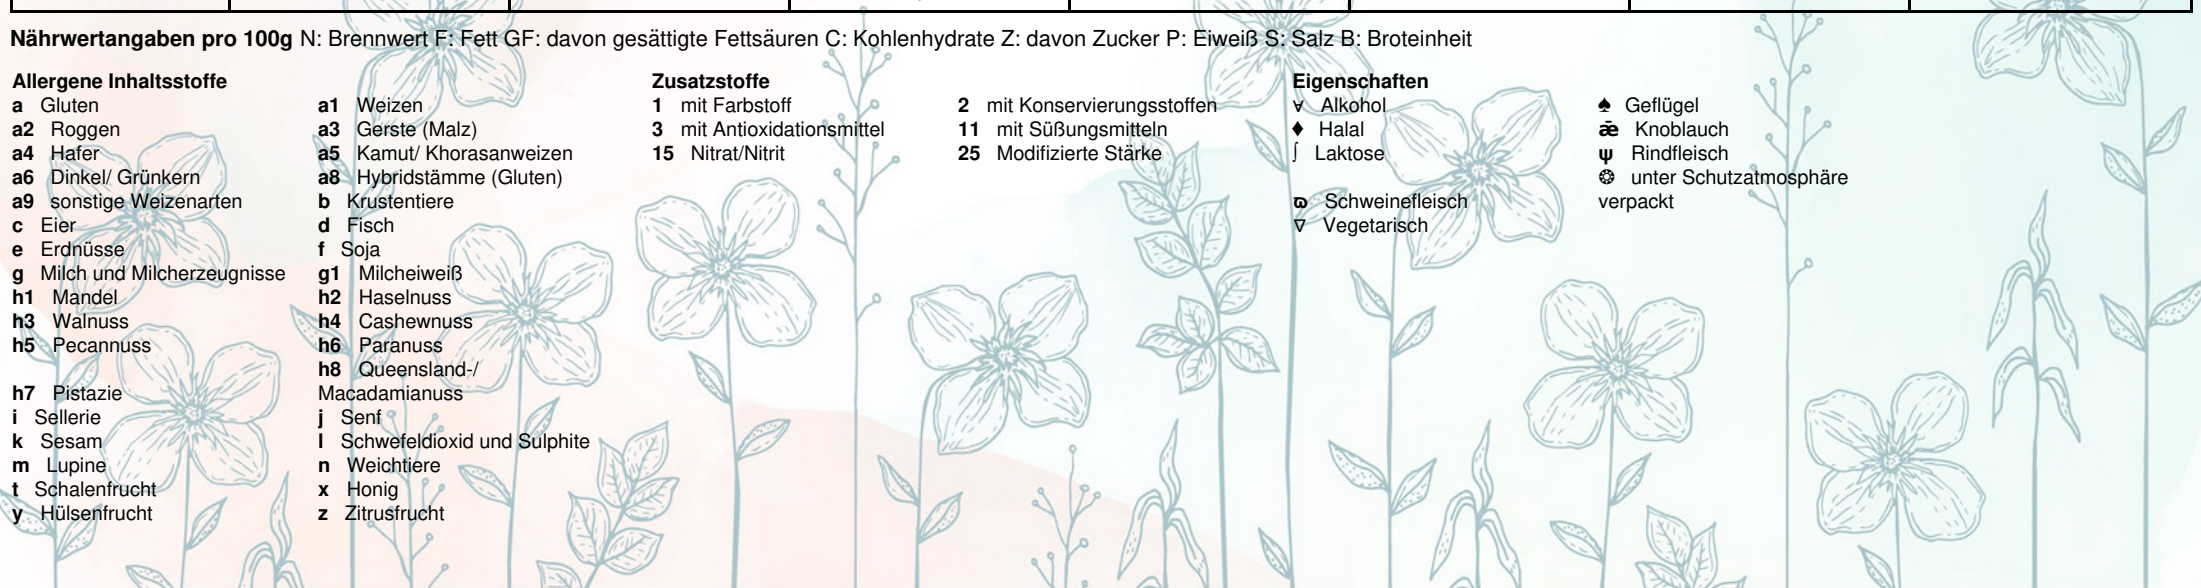 Nährwertangaben pro 100g N: Brennwert F: Fett GF: davon gesättigte Fettsäuren C: Kohlenhydrate Z: davon Zucker P: Eiweiß S: Salz B: Broteinheit
Allergene Inhaltsstoffe
a Gluten
a1 Weizen
a2 Roggen
a3 Gerste (Malz)
a4 Hafer
a5 Kamut/ Khorasanweizen
a6 Dinkel/ Grünkern
a8 Hybridstämme (Gluten)
a9 sonstige Weizenarten
b Krustentiere
c Eier
d Fisch
e Erdnüsse
f Soja
g Milch und Milcherzeugnisse
g1 Milcheiweiß
h1 Mandel
h2 Haselnuss
h3 Walnuss
h4 Cashewnuss
h5 Pecannuss
h6 Paranuss
h8 Queensland-/
Macadamianuss
h7 Pistazie
i Sellerie
j Senf
k Sesam
l Schwefeldioxid und Sulphite
m Lupine
n Weichtiere
t Schalenfrucht
x Honig
y Hülsenfrucht
z Zitrusfrucht
Zusatzstoffe
1 mit Farbstoff
2 mit Konservierungsstoffen
3 mit Antioxidationsmittel
11 mit Süßungsmitteln
15 Nitrat/Nitrit
25 Modifizierte Stärke
Eigenschaften
∀ Alkohol
♠ Geflügel
♦ Halal
ǣ Knoblauch
∫ Laktose
ψ Rindfleisch
❂ unter Schutzatmosphäre
verpackt
ϖ Schweinefleisch
∇ Vegetarisch